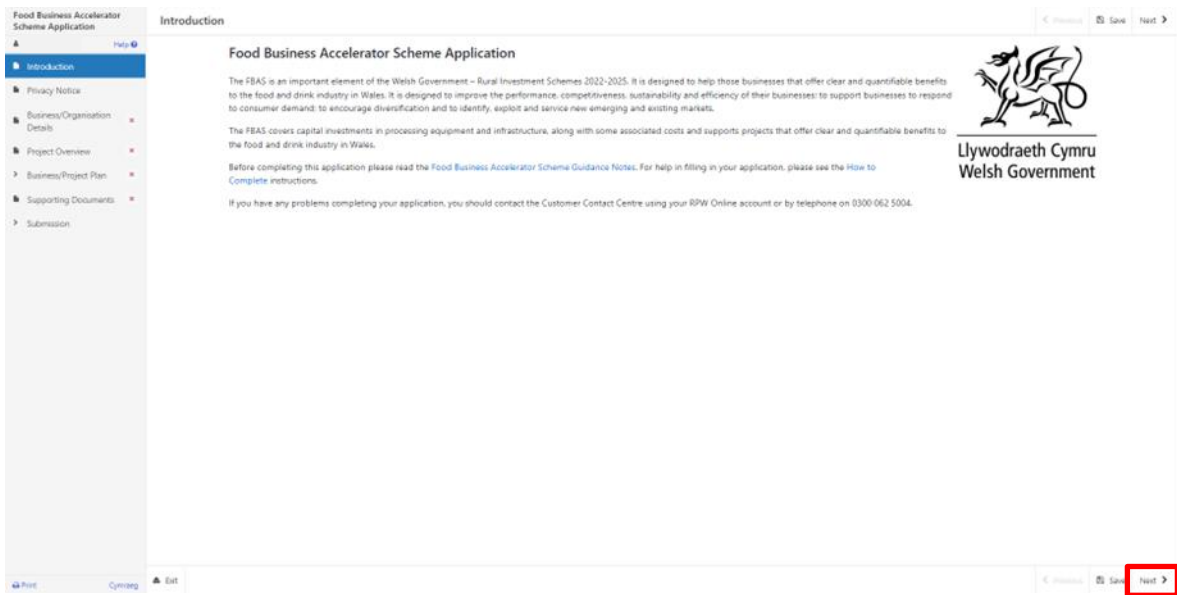 Food Business Accelerator
Scheme Application
Help
Introduction
Privacy Notice
Business/Organisation
Details
Project Overview
Business/Project Plan
Supporting Documents
Submission
Print
Cymraeg
Introduction
Previous
Save
Next
Food Business Accelerator Scheme Application
The FBAS is an important element of the Welsh Government – Rural Investment Schemes 2022-2025. It is designed to help those businesses that offer clear and quantifiable benefits
to the food and drink industry in Wales. It is designed to improve the performance, competitiveness, sustainability and efficiency of their businesses; to support businesses to respond
to consumer demand; to encourage diversification and to identify, exploit and service new emerging and existing markets.
The FBAS covers capital investments in processing equipment and infrastructure, along with some associated costs and supports projects that offer clear and quantifiable benefits to
the food and drink industry in Wales.
Before completing this application please read the Food Business Accelerator Scheme Guidance Notes. For help in filling in your application, please see the How to
Complete instructions.
If you have any problems completing your application, you should contact the Customer Contact Centre using your RPW Online account or by telephone on 0300 062 5004.
Llywodraeth Cymru
Welsh Government
Exit
Previous
Save
Next